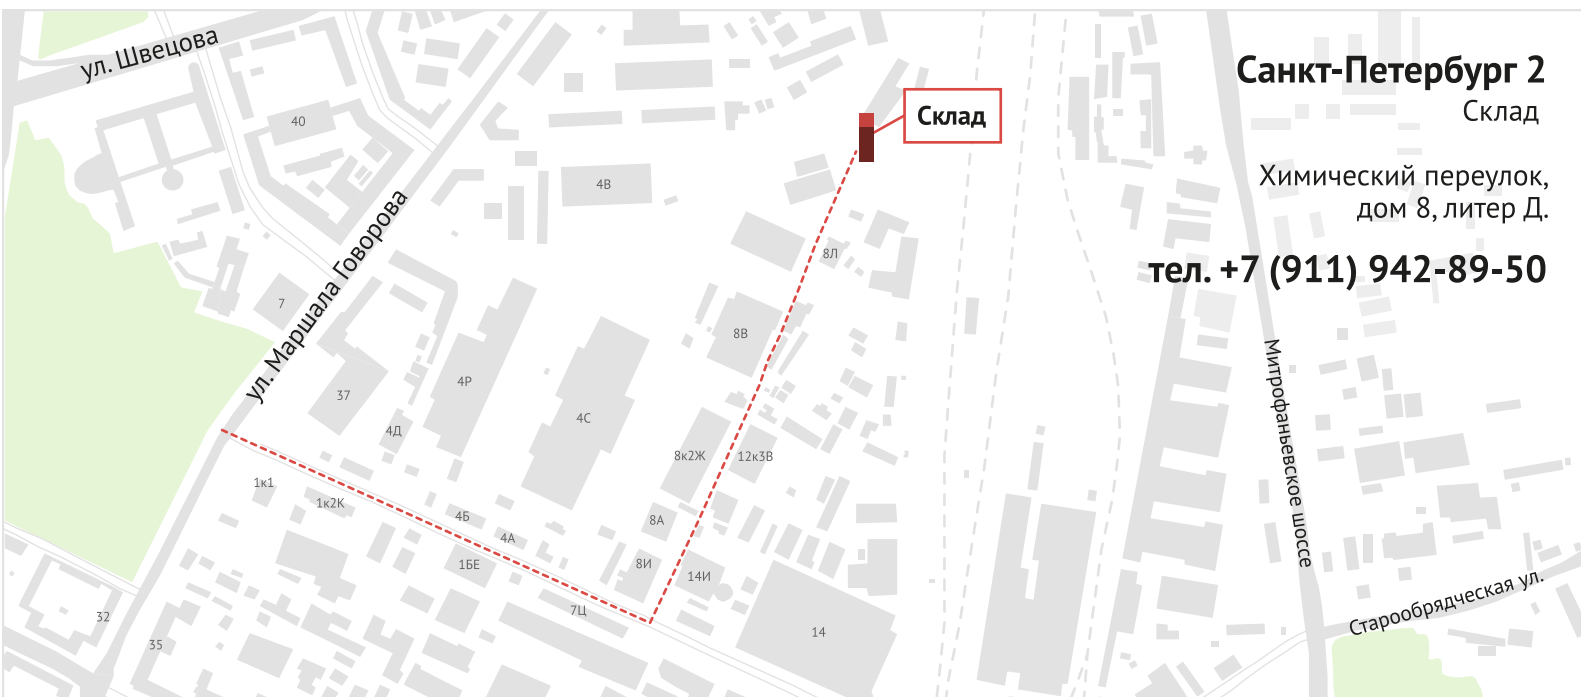 ул. Швецова
Санкт-Петербург 2
Склад
Склад
40
Химический переулок,
дом 8, литер Д.
4В
ул. Маршала Говорова
8Л
тел. +7 (911) 942-89-50
7
8В
Митрофаньевское шоссе
4Р
37
4С
4Д
8к2Ж
12к3В
1к1
1к2К
4Б
8А
4А
1БЕ
8И
14И
7Ц
Старообрядческая ул.
32
14
35